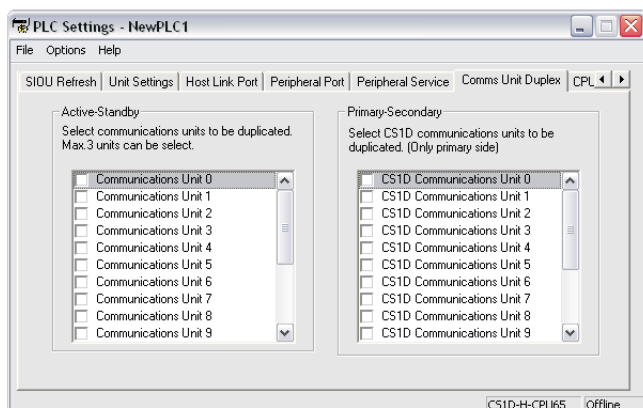 PLC Settings - NewPLC1
File Options Help
SIOU Refresh Unit Settings Host Link Port Peripheral Port Peripheral Service Comms Unit Duplex CPL
Active-Standby
Select communications units to be duplicated.
Max.3 units can be select.
Communications Unit 0
Communications Unit 1
Communications Unit 2
Communications Unit 3
Communications Unit 4
Communications Unit 5
Communications Unit 6
Communications Unit 7
Communications Unit 8
Communications Unit 9
Primary-Secondary
Select CS1D communications units to be
duplicated. (Only primary side)
CS1D Communications Unit 0
CS1D Communications Unit 1
CS1D Communications Unit 2
CS1D Communications Unit 3
CS1D Communications Unit 4
CS1D Communications Unit 5
CS1D Communications Unit 6
CS1D Communications Unit 7
CS1D Communications Unit 8
CS1D Communications Unit 9
CS1D-H-CPU65 Offline